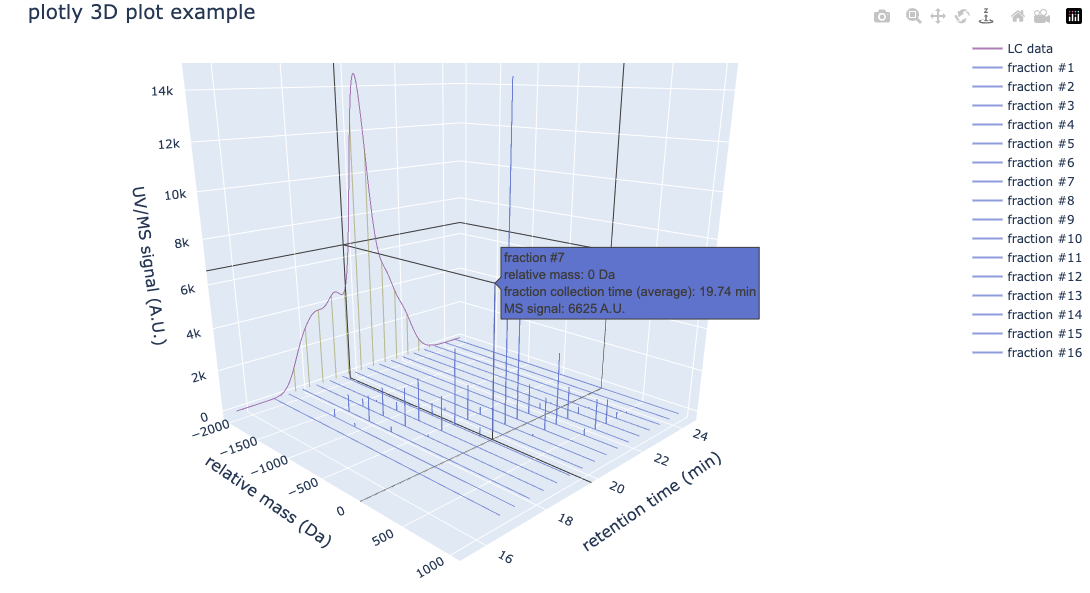 plotly 3D plot example
LC data
fraction #1
fraction #2
fraction #3
fraction #4
fraction #5
fraction #6
fraction #7
fraction #8
fraction #9
fraction #10
fraction #11
fraction #12
fraction #13
fraction #14
fraction #15
fraction #16
14k
12k
10k
8k
6k
4k
2k
0
UV/MS signal (A.U.)
fraction #7
relative mass: 0 Da
fraction collection time (average): 19.74 min
MS signal: 6625 A.U.
−2000
−1500
−1000
−500
0
500
1000
relative mass (Da)
16
18
20
22
24
retention time (min)
z